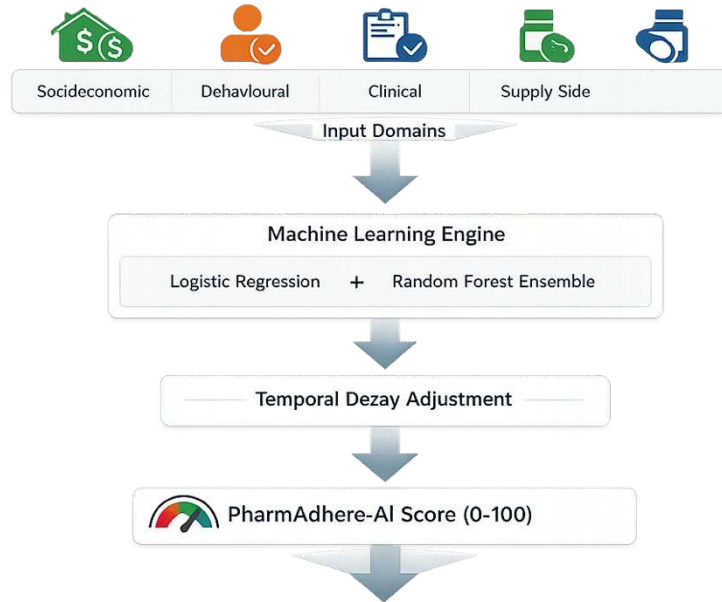 Socideconomic Dehavloural Clinical Supply Side
Input Domains
Machine Learning Engine
Logistic Regression + Random Forest Ensemble
Temporal Dezay Adjustment
PharmAdhere-Al Score (0-100)